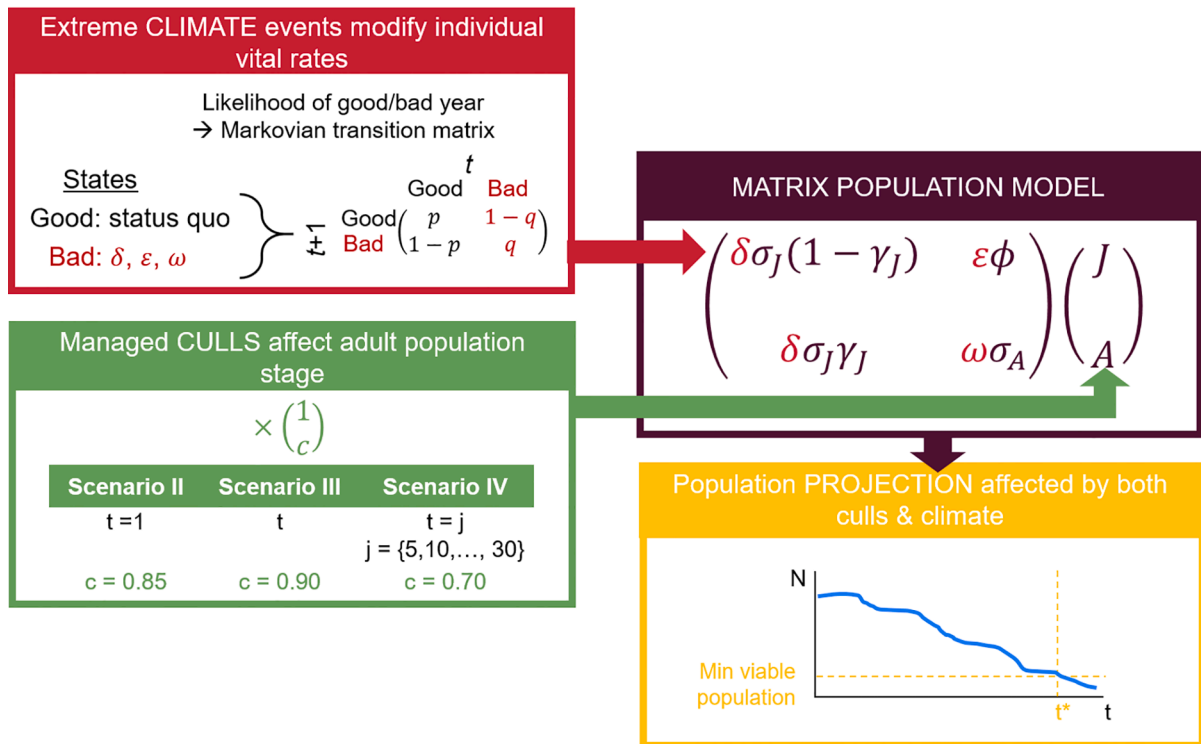 Extreme CLIMATE events modify individual
vital rates
Likelihood of good/bad year
→ Markovian transition matrix
t
Good Bad
States
Good: status quo
Bad: δ, ε, ω
t+1
Good ( p 1 − q )
Bad ( 1 − p q )
Managed CULLS affect adult population
stage
× ( 1
c )
Scenario II Scenario III Scenario IV
t =1 t t = j
j = {5,10,…, 30}
c = 0.85 c = 0.90 c = 0.70
MATRIX POPULATION MODEL
( δσ_J(1 − γ_J) εϕ ) ( J )
( δσ_Jγ_J ωσ_A ) ( A )
Population PROJECTION affected by both
culls & climate
N
Min viable
population
t* t